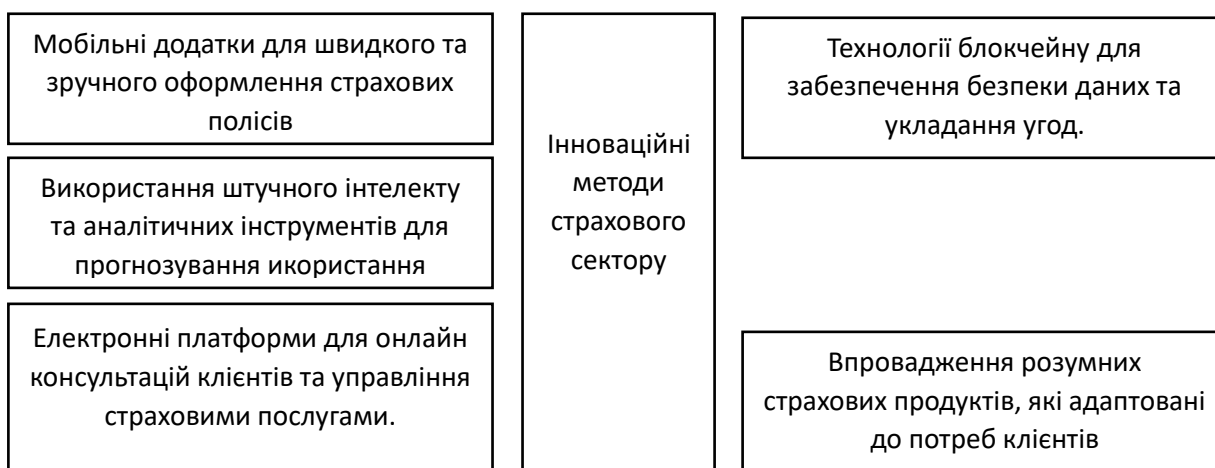 Мобільні додатки для швидкого та
зручного оформлення страхових
полісів
Використання штучного інтелекту
та аналітичних інструментів для
прогнозування икористання
Електронні платформи для онлайн
консультацій клієнтів та управління
страховими послугами.
Інноваційні
методи
страхового
сектору
Технології блокчейну для
забезпечення безпеки даних та
укладання угод.
Впровадження розумних
страхових продуктів, які адаптовані
до потреб клієнтів